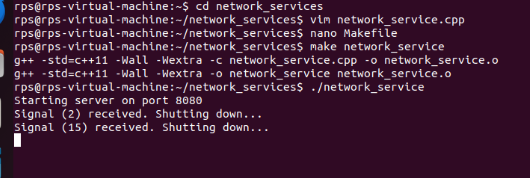 rps@rps-virtual-machine:~$ cd network_services
rps@rps-virtual-machine:~/network_services$ vim network_service.cpp
rps@rps-virtual-machine:~/network_services$ nano Makefile
rps@rps-virtual-machine:~/network_services$ make network_service
g++ -std=c++11 -Wall -Wextra -c network_service.cpp -o network_service.o
g++ -std=c++11 -Wall -Wextra -o network_service network_service.o
rps@rps-virtual-machine:~/network_services$ ./network_service
Starting server on port 8080
Signal (2) received. Shutting down...
Signal (15) received. Shutting down...